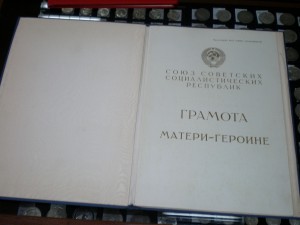 СОЮЗ СОВЕТСКИХ
СОЦИАЛИСТИЧЕСКИХ
РЕСПУБЛИК
ГРАМОТА
МАТЕРИ-ГЕРОИНЕ